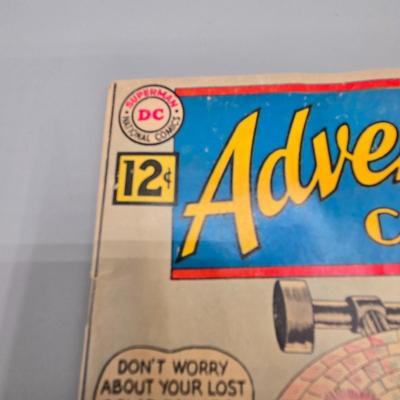 SUPERMAN
DC
NATIONAL COMICS
12¢
Adve
C
DON'T WORRY
ABOUT YOUR LOST